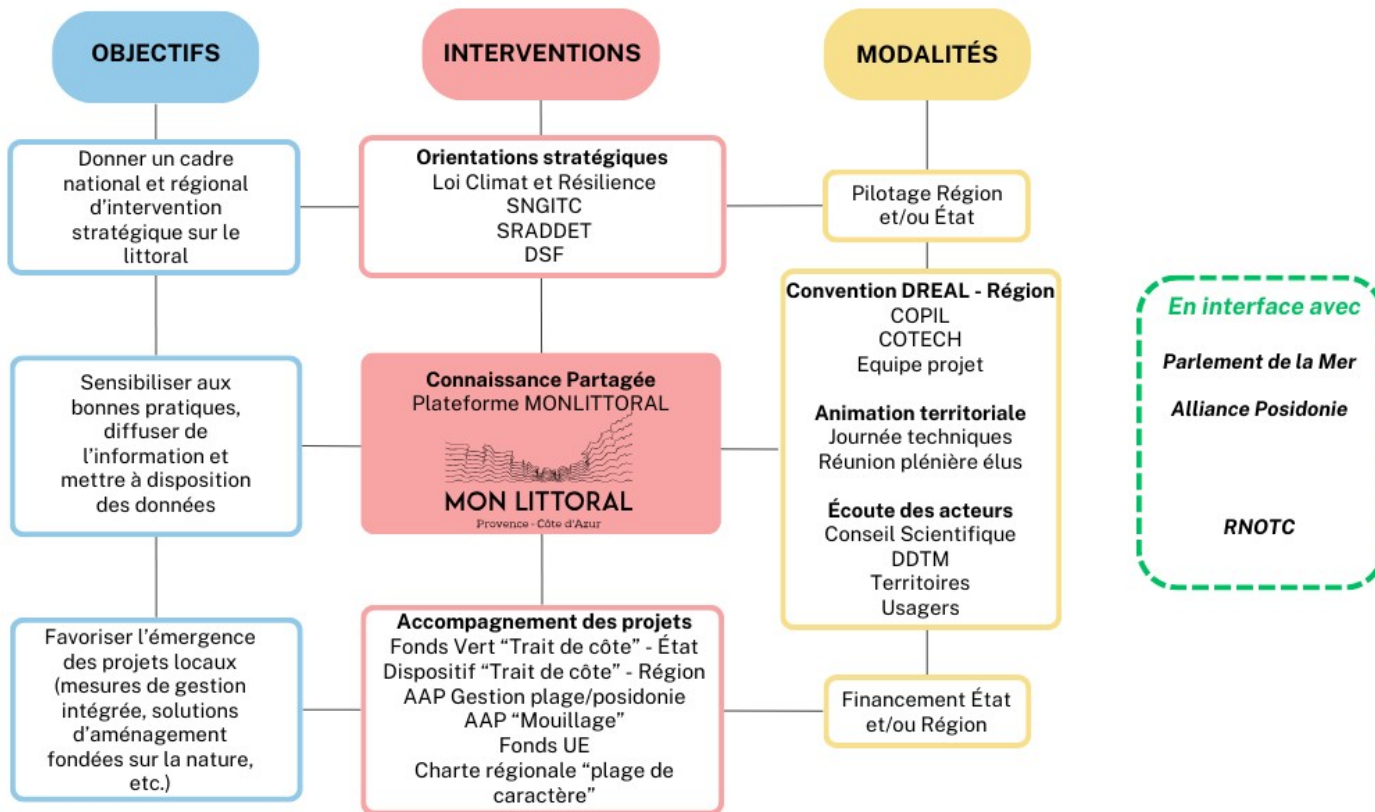 OBJECTIFS
INTERVENTIONS
MODALITÉS
Donner un cadre
national et régional
d'intervention
stratégique sur le
littoral
Orientations stratégiques
Loi Climat et Résilience
SNGITC
SRADDET
DSF
Pilotage Région
et/ou État
Sensibiliser aux
bonnes pratiques,
diffuser de
l'information et
mettre à disposition
des données
Connaissance Partagée
Plateforme MONLITTORAL
MON LITTORAL
Provence - Côte d'Azur
Convention DREAL - Région
COPIL
COTECH
Equipe projet
Animation territoriale
Journée techniques
Réunion plénière élus
Écoute des acteurs
Conseil Scientifique
DDTM
Territoires
Usagers
Favoriser l'émergence
des projets locaux
(mesures de gestion
intégrée, solutions
d'aménagement
fondées sur la nature,
etc.)
Accompagnement des projets
Fonds Vert "Trait de côte" - État
Dispositif "Trait de côte" - Région
AAP Gestion plage/posidonie
AAP "Mouillage"
Fonds UE
Charte régionale "plage de
caractère"
Financement État
et/ou Région
En interface avec
Parlement de la Mer
Alliance Posidonie
RNOTC